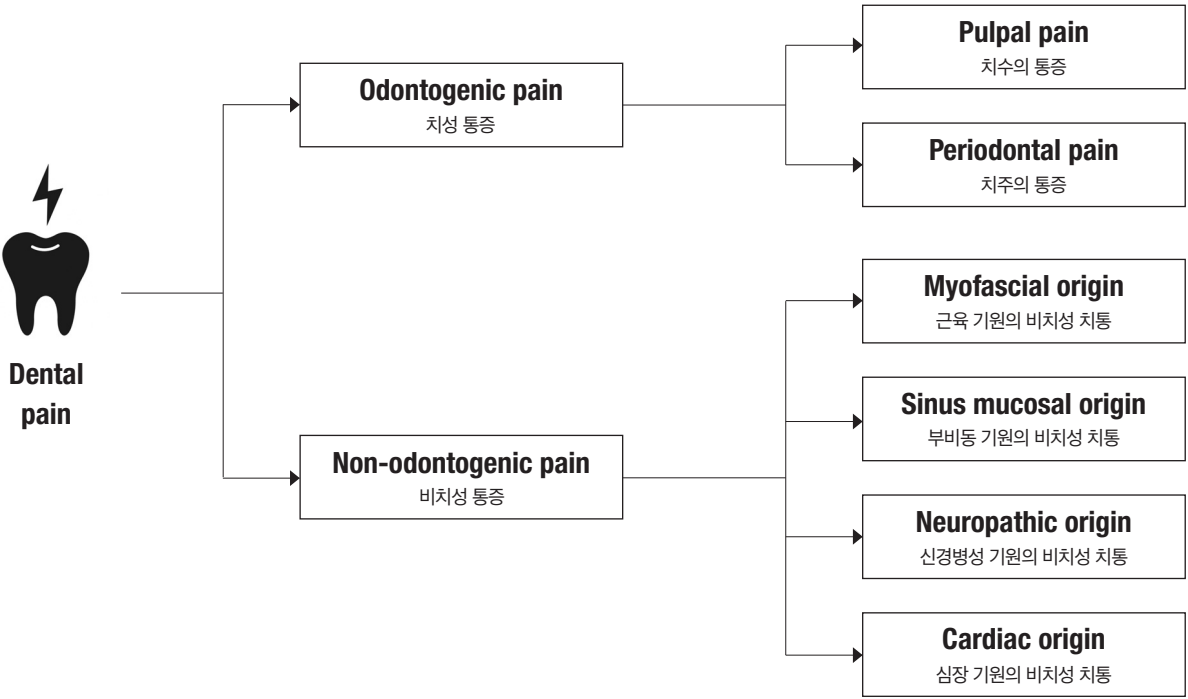 Dental
pain
Odontogenic pain
치성 통증
Non-odontogenic pain
비치성 통증
Pulpal pain
치수의 통증
Periodontal pain
치주의 통증
Myofascial origin
근육 기원의 비치성 치통
Sinus mucosal origin
부비동 기원의 비치성 치통
Neuropathic origin
신경병성 기원의 비치성 치통
Cardiac origin
심장 기원의 비치성 치통